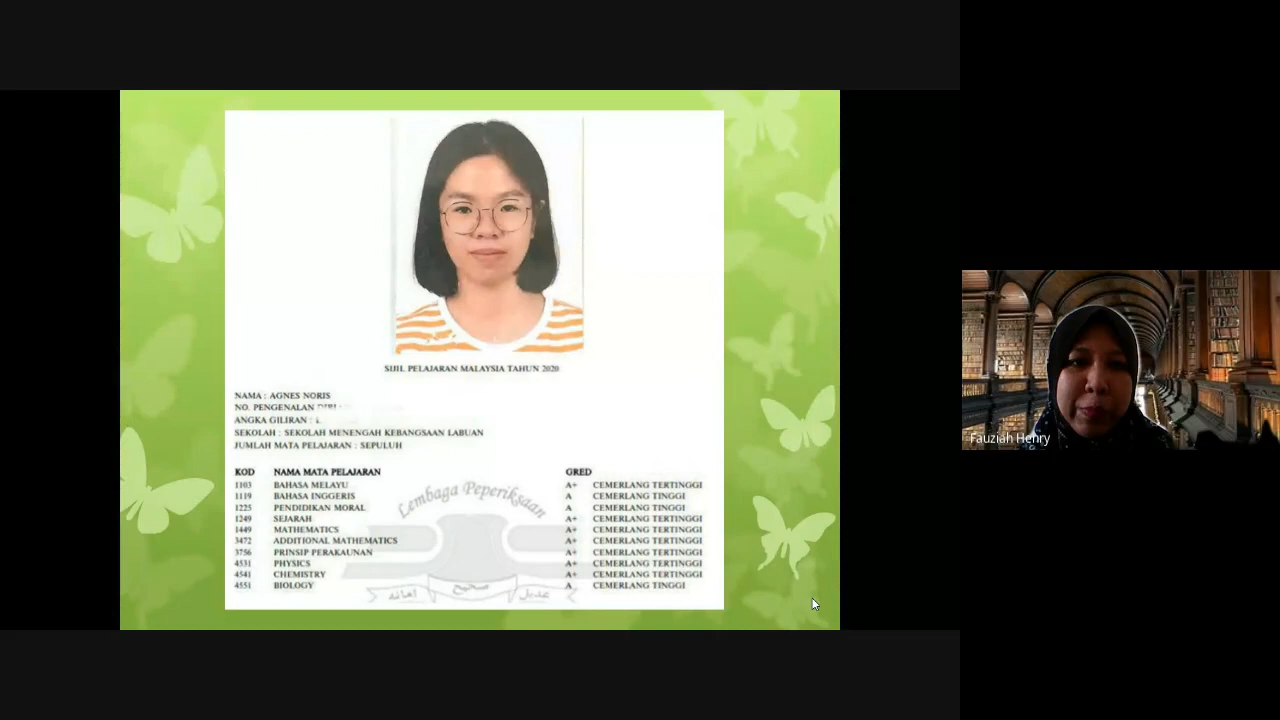 SIJIL PELAJARAN MALAYSIA TAHUN 2020
NAMA : AGNES NORIS
NO. PENGENALAN
ANGKA GILIRAN :
SEKOLAH : SEKOLAH MENENGAH KEBANGSAAN LABUAN
JUMLAH MATA PELAJARAN : SEPULUH
KOD NAMA MATA PELAJARAN GRED
1103 BAHASA MELAYU A+ CEMERLANG TERTINGGI
1119 BAHASA INGGERIS A CEMERLANG TINGGI
1225 PENDIDIKAN MORAL A CEMERLANG TINGGI
1249 SEJARAH A+ CEMERLANG TERTINGGI
1449 MATHEMATICS A+ CEMERLANG TERTINGGI
3472 ADDITIONAL MATHEMATICS A+ CEMERLANG TERTINGGI
3756 PRINSIP PERAKAUNAN A+ CEMERLANG TERTINGGI
4531 PHYSICS A+ CEMERLANG TERTINGGI
4541 CHEMISTRY A+ CEMERLANG TERTINGGI
4551 BIOLOGY A CEMERLANG TINGGI
Lembaga Peperiksaan
امانه صحيح عديل
Fauziah Henry